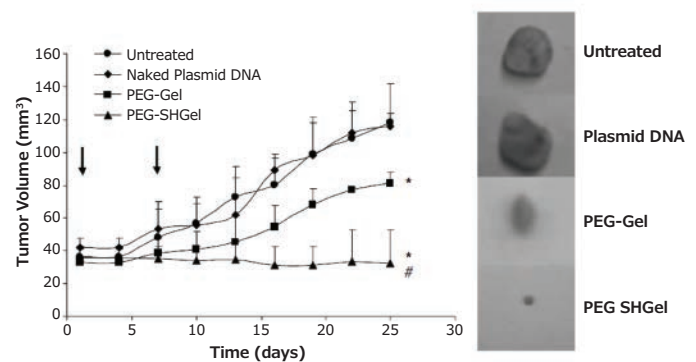 Untreated
Naked Plasmid DNA
PEG-Gel
PEG-SHGel
Tumor Volume (mm³)
160
140
120
100
80
60
40
20
0
*
*
#
0
5
10
15
20
25
30
Time (days)
Untreated
Plasmid DNA
PEG-Gel
PEG SHGel